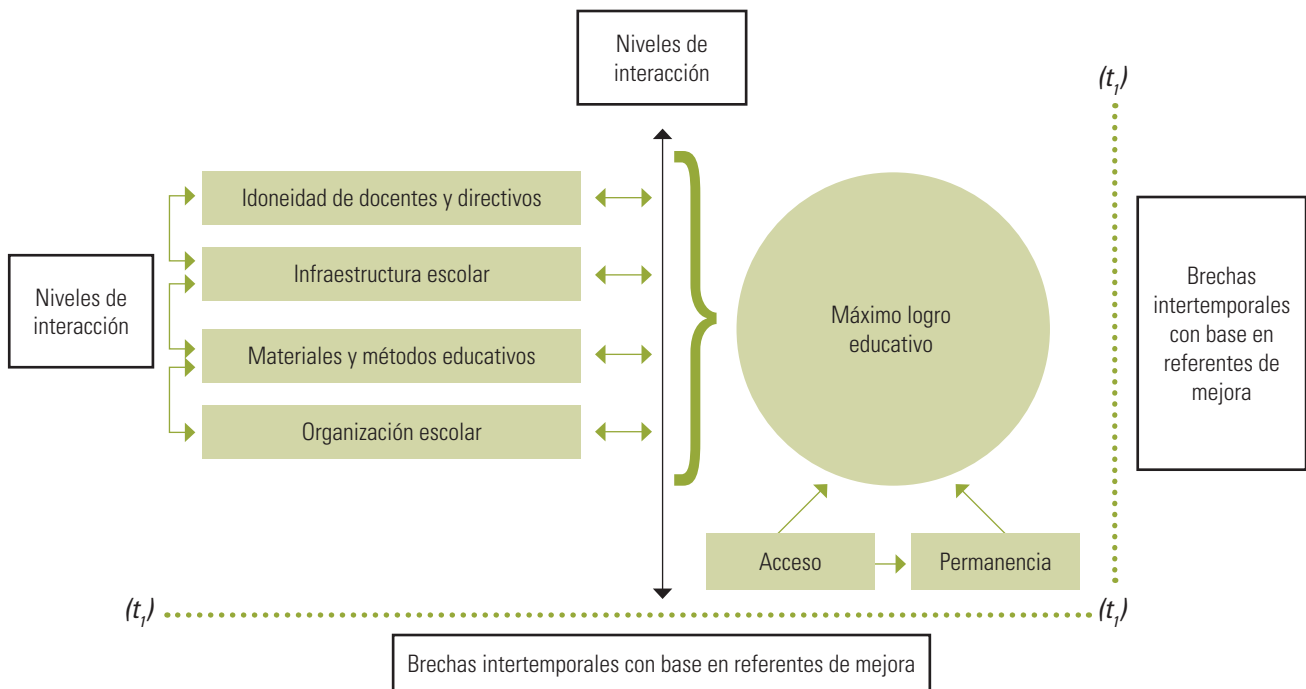 Niveles de
interacción
(t₁)
Idoneidad de docentes y directivos
Infraestructura escolar
Niveles de
interacción
Materiales y métodos educativos
Organización escolar
Máximo logro
educativo
Brechas
intertemporales
con base en
referentes de
mejora
Acceso
Permanencia
(t₁)
(t₁)
Brechas intertemporales con base en referentes de mejora